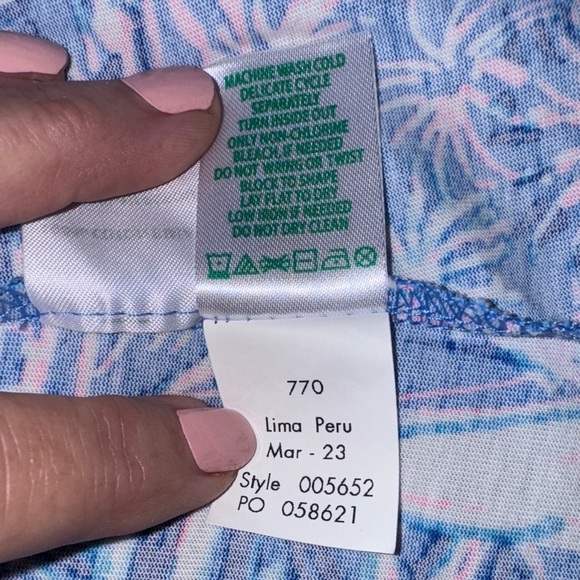 MACHINE WASH COLD
DELICATE CYCLE
SEPARATELY
TURN INSIDE OUT
ONLY NON-CHLORINE
BLEACH, IF NEEDED
DO NOT WRING OR TWIST
BLOCK TO SHAPE
LAY FLAT TO DRY
LOW IRON IF NEEDED
DO NOT DRY CLEAN
770
Lima Peru
Mar - 23
Style 005652
PO 058621